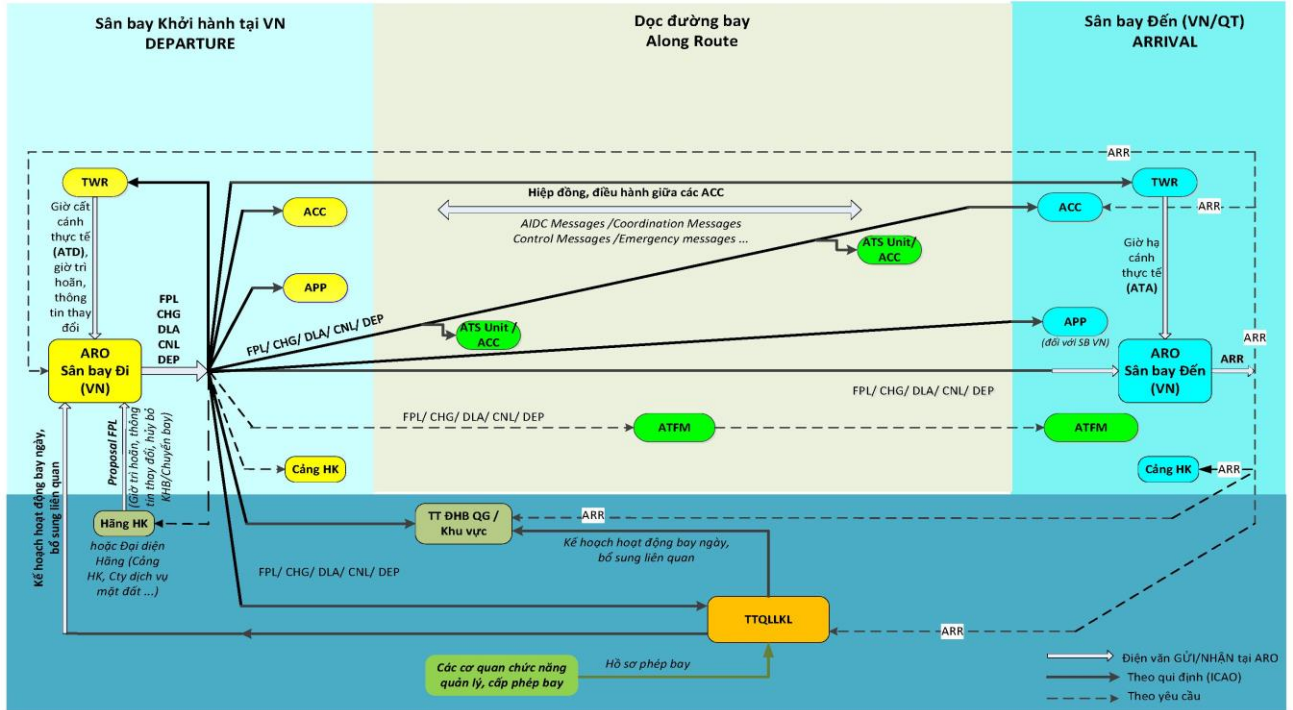 Sân bay Khởi hành tại VN
DEPARTURE
Dọc đường bay
Along Route
Sân bay Đến (VN/QT)
ARRIVAL
ARR
TWR
Giờ cất
cánh
thực tế
(ATD),
giờ trì
hoãn,
thông
tin thay
đổi
ACC
APP
Hiệp đồng, điều hành giữa các ACC
AIDC Messages /Coordination Messages
Control Messages /Emergency messages ...
ATS Unit/
ACC
ATS Unit /
ACC
TWR
ACC
ARR
Giờ hạ
cánh
thực tế
(ATA)
APP
(đối với SB VN)
ARR
FPL
CHG
DLA
CNL
DEP
FPL/ CHG/ DLA/ CNL/ DEP
ARO
Sân bay Đi
(VN)
ARO
Sân bay Đến
(VN)
ARR
FPL/ CHG/ DLA/ CNL/ DEP
FPL/ CHG/ DLA/ CNL/ DEP
ATFM
ATFM
Cảng HK
Cảng HK
ARR
Kế hoạch hoạt động bay ngày,
bổ sung liên quan
Proposal FPL
(Giờ trì hoãn, thông
tin thay đổi, hủy bỏ
KHB/Chuyến bay)
Hãng HK
hoặc Đại diện
Hãng (Cảng
HK, Cty dịch vụ
mặt đất ...)
TT ĐHB QG /
Khu vực
ARR
Kế hoạch hoạt động bay ngày,
bổ sung liên quan
FPL/ CHG/ DLA/ CNL/ DEP
TTQLLKL
ARR
Các cơ quan chức năng
quản lý, cấp phép bay
Hồ sơ phép bay
Điện văn GỬI/NHẬN tại ARO
Theo qui định (ICAO)
Theo yêu cầu